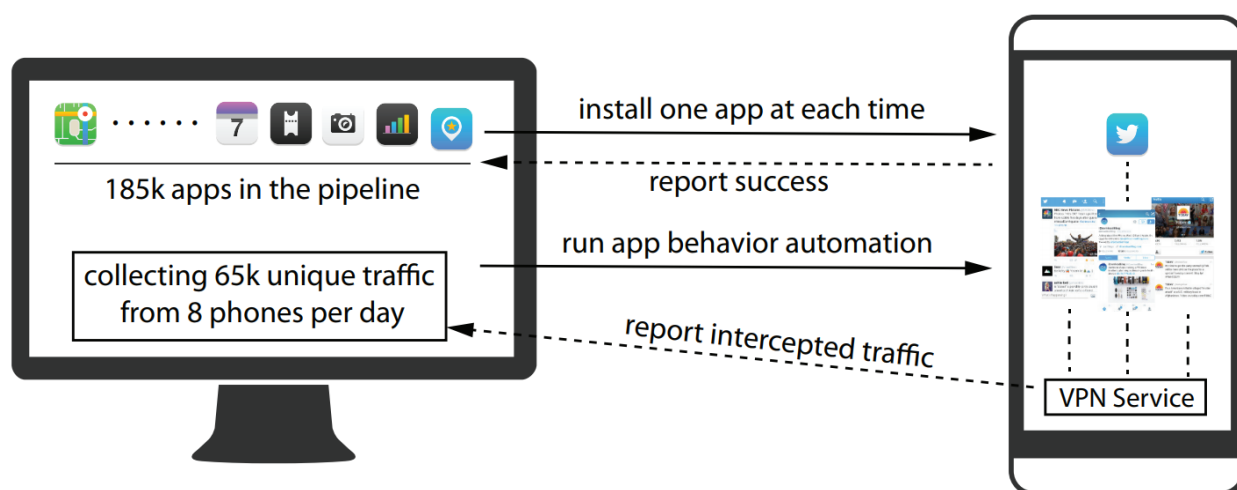 7
185k apps in the pipeline
collecting 65k unique traffic
from 8 phones per day
install one app at each time
report success
run app behavior automation
report intercepted traffic
VPN Service